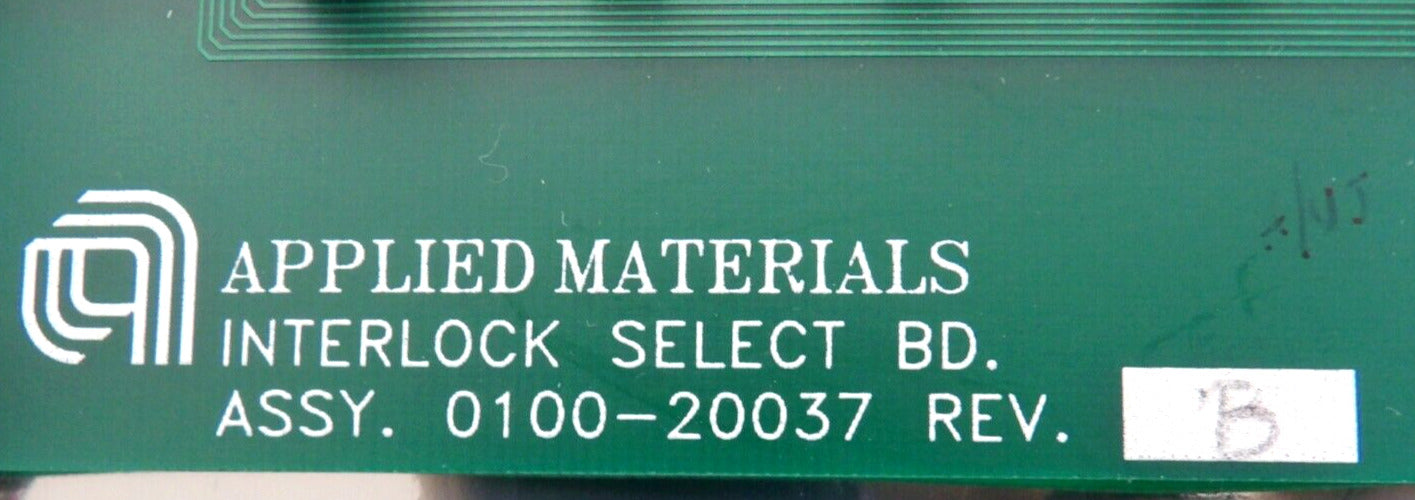 APPLIED MATERIALS
INTERLOCK SELECT BD.
ASSY. 0100-20037 REV. B